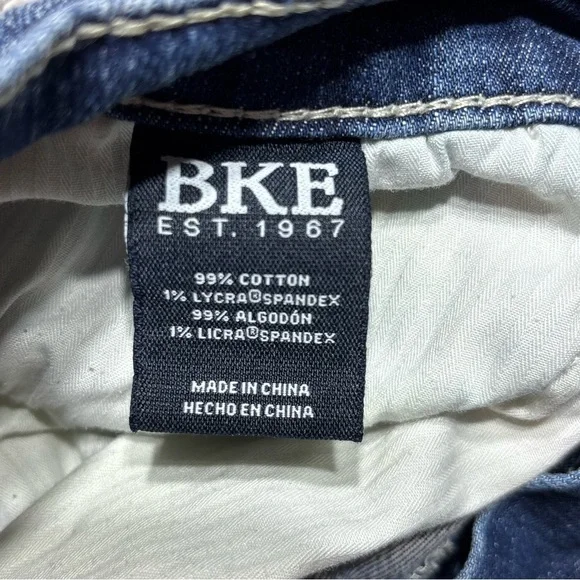 BKE
EST. 1967
99% COTTON
1% LYCRA®SPANDEX
99% ALGODÓN
1% LICRA®SPANDEX
MADE IN CHINA
HECHO EN CHINA